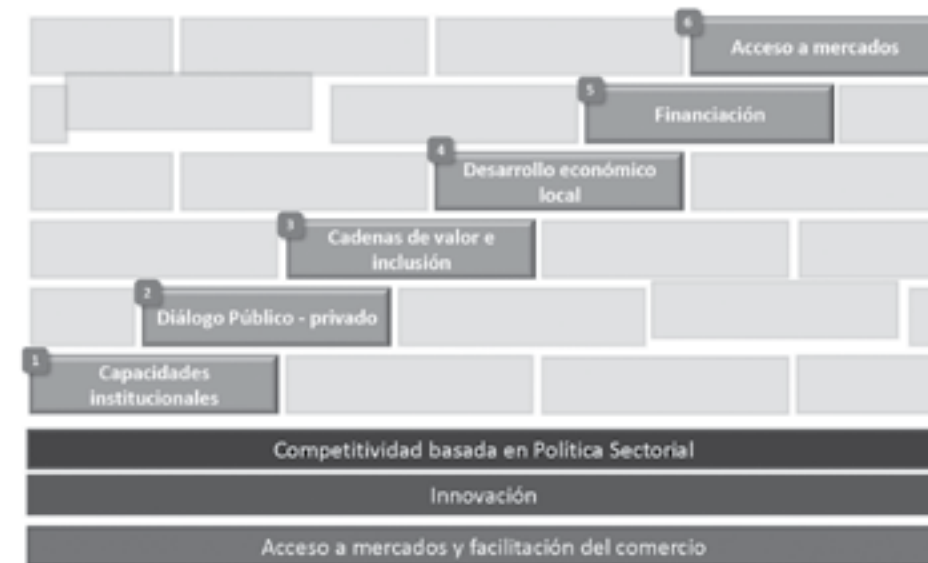 6
Acceso a mercados
5
Financiación
4
Desarrollo económico
local
3
Cadenas de valor e
inclusión
2
Diálogo Público - privado
1
Capacidades
institucionales
Competitividad basada en Política Sectorial
Innovación
Acceso a mercados y facilitación del comercio